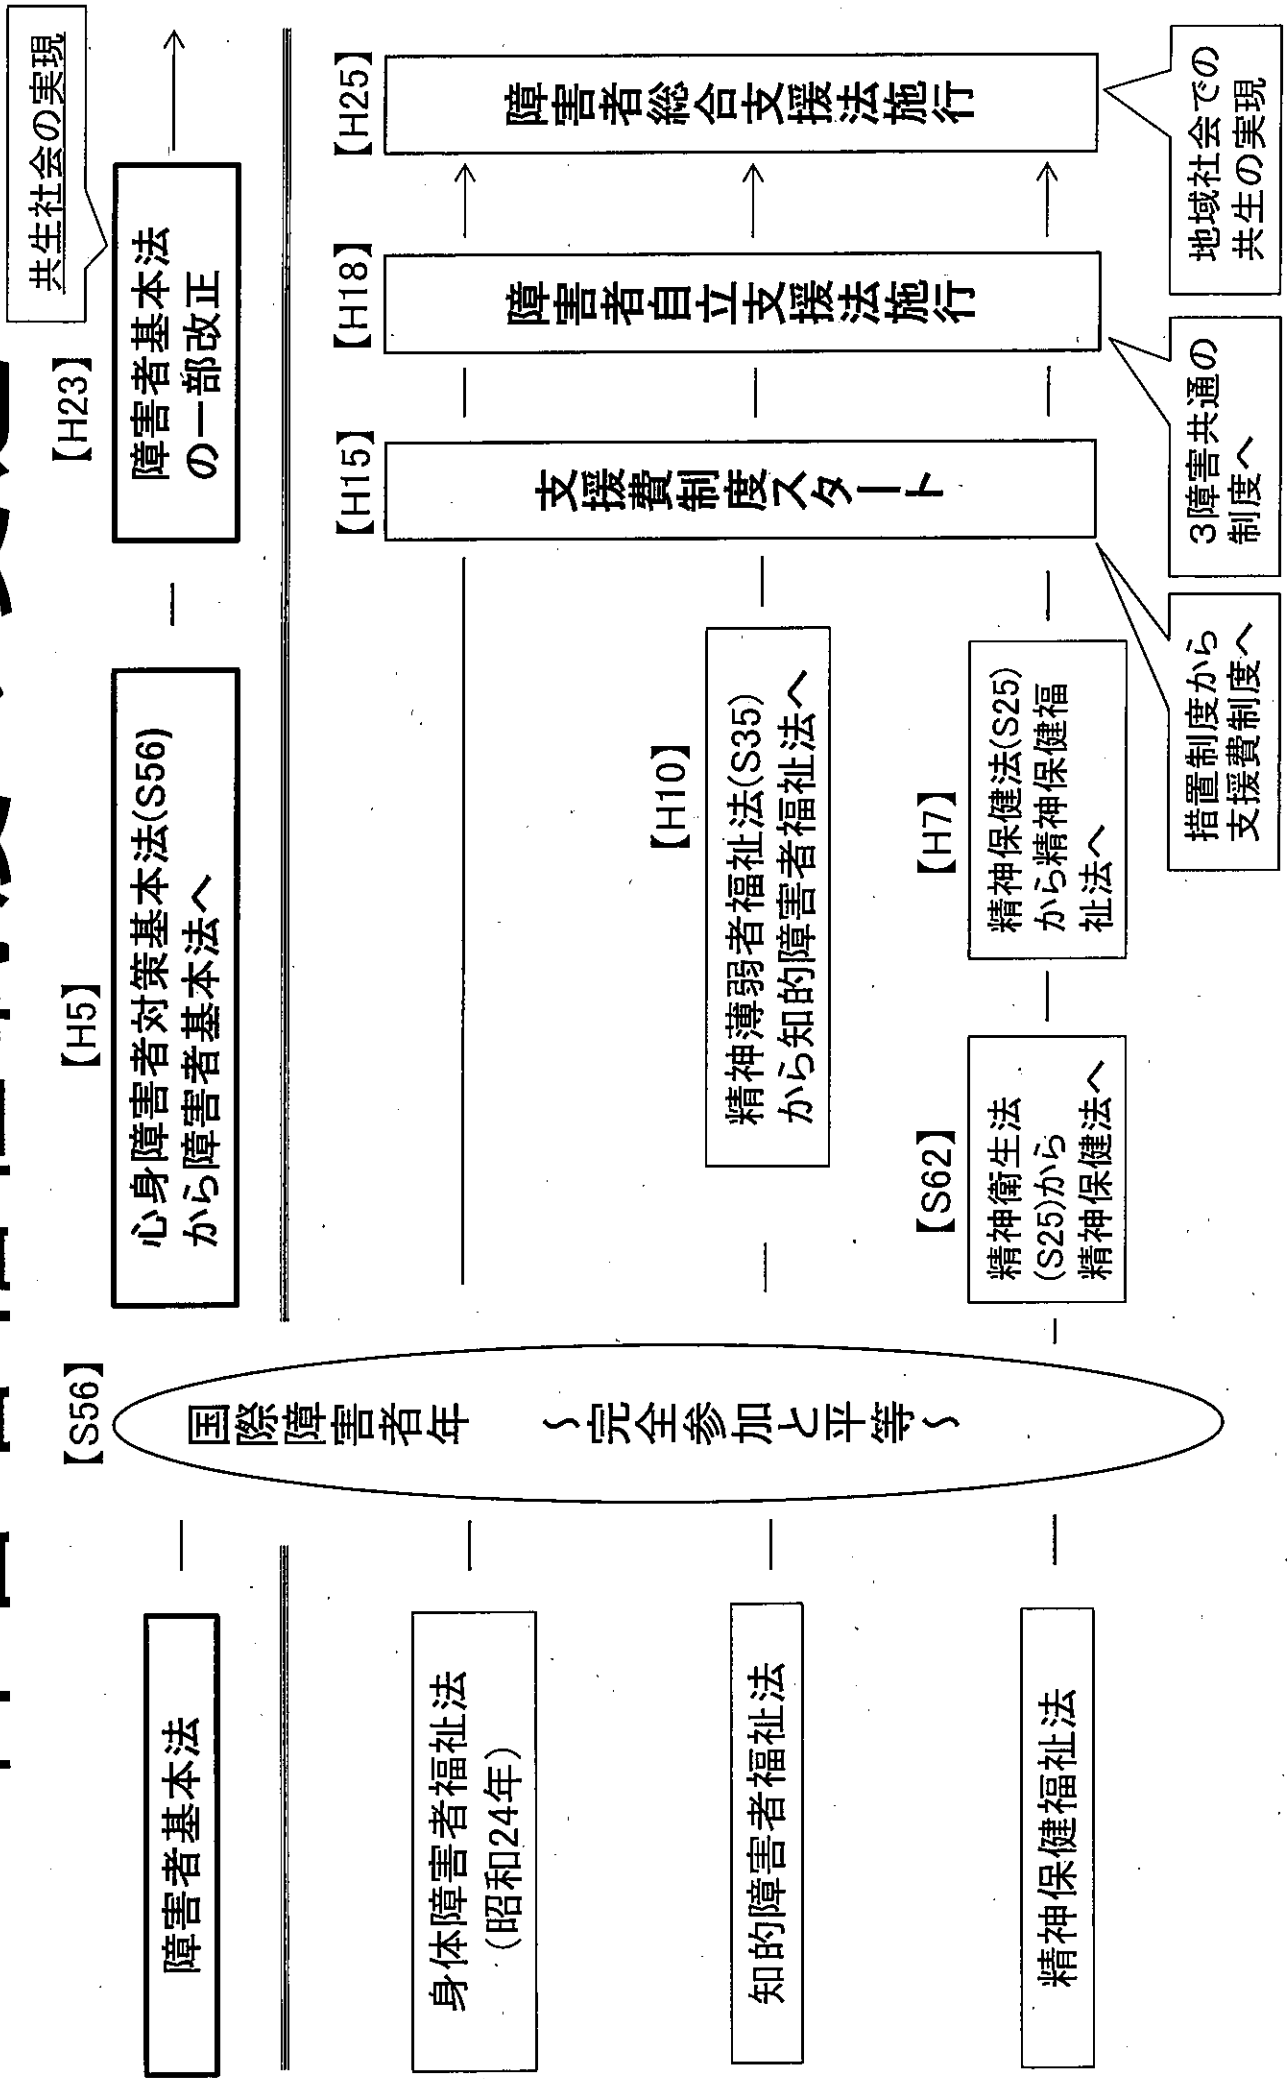 共生社会の実現
【S56】
【H5】
【H23】
障害者基本法
心身障害者対策基本法(S56)
から障害者基本法へ
障害者基本法
の一部改正
【H15】
【H18】
【H25】
身体障害者福祉法
(昭和24年)
国際障害者年 ～完全参加と平等～
支援費制度スタート
障害者自立支援法施行
障害者総合支援法施行
【H10】
知的障害者福祉法
精神薄弱者福祉法(S35)
から知的障害者福祉法へ
【S62】
【H7】
精神保健福祉法
精神衛生法
(S25)から
精神保健法へ
精神保健法(S25)
から精神保健福
祉法へ
措置制度から
支援費制度へ
3障害共通の
制度へ
地域社会での
共生の実現